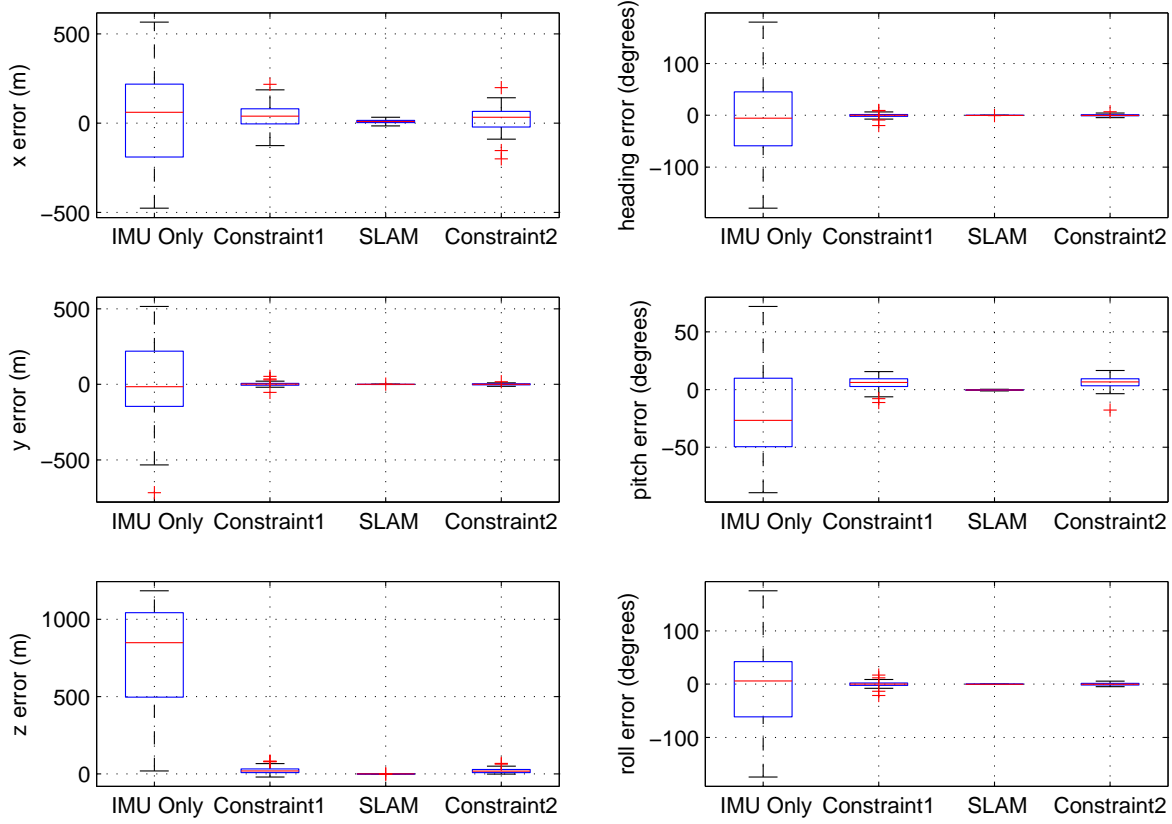 x error (m)
500
0
−500
IMU Only Constraint1 SLAM Constraint2
heading error (degrees)
100
0
−100
IMU Only Constraint1 SLAM Constraint2
y error (m)
500
0
−500
IMU Only Constraint1 SLAM Constraint2
pitch error (degrees)
50
0
−50
IMU Only Constraint1 SLAM Constraint2
z error (m)
1000
500
0
IMU Only Constraint1 SLAM Constraint2
roll error (degrees)
100
0
−100
IMU Only Constraint1 SLAM Constraint2